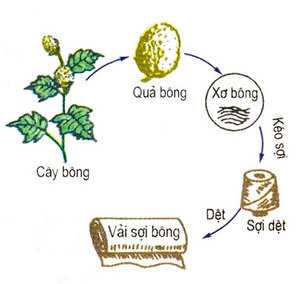 Cây bông
Quả bông
Xơ bông
Kéo sợi
Sợi dệt
Dệt
Vải sợi bông